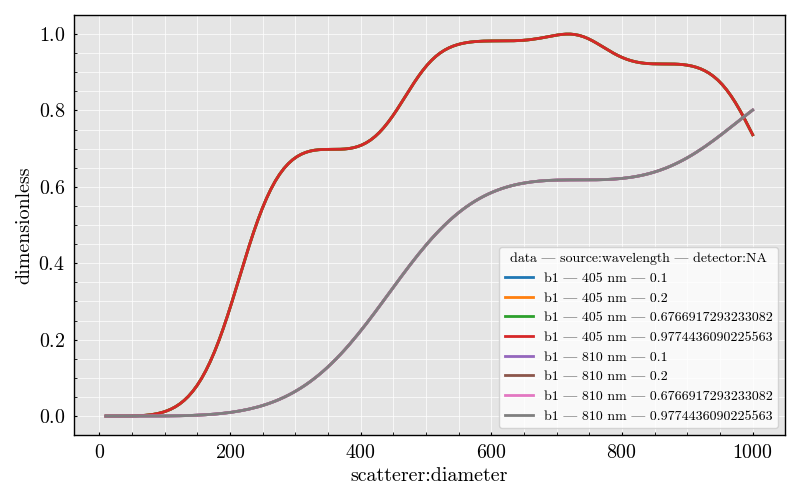 1.0
0.8
0.6
0.4
0.2
0.0
dimensionless
data — source:wavelength — detector:NA
b1 — 405 nm — 0.1
b1 — 405 nm — 0.2
b1 — 405 nm — 0.6766917293233082
b1 — 405 nm — 0.9774436090225563
b1 — 810 nm — 0.1
b1 — 810 nm — 0.2
b1 — 810 nm — 0.6766917293233082
b1 — 810 nm — 0.9774436090225563
0 200 400 600 800 1000
scatterer:diameter